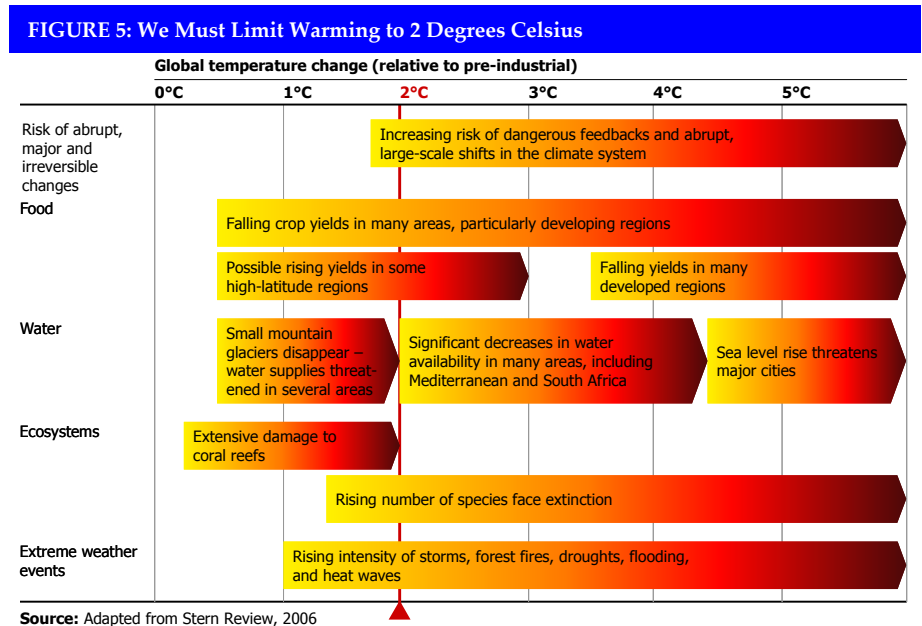 FIGURE 5: We Must Limit Warming to 2 Degrees Celsius
Global temperature change (relative to pre-industrial)
0°C 1°C 2°C 3°C 4°C 5°C
Risk of abrupt,
major and
irreversible
changes
Increasing risk of dangerous feedbacks and abrupt,
large-scale shifts in the climate system
Food
Falling crop yields in many areas, particularly developing regions
Possible rising yields in some
high-latitude regions
Falling yields in many
developed regions
Water
Small mountain
glaciers disappear –
water supplies threat-
ened in several areas
Significant decreases in water
availability in many areas, including
Mediterranean and South Africa
Sea level rise threatens
major cities
Ecosystems
Extensive damage to
coral reefs
Rising number of species face extinction
Extreme weather
events
Rising intensity of storms, forest fires, droughts, flooding,
and heat waves
Source: Adapted from Stern Review, 2006